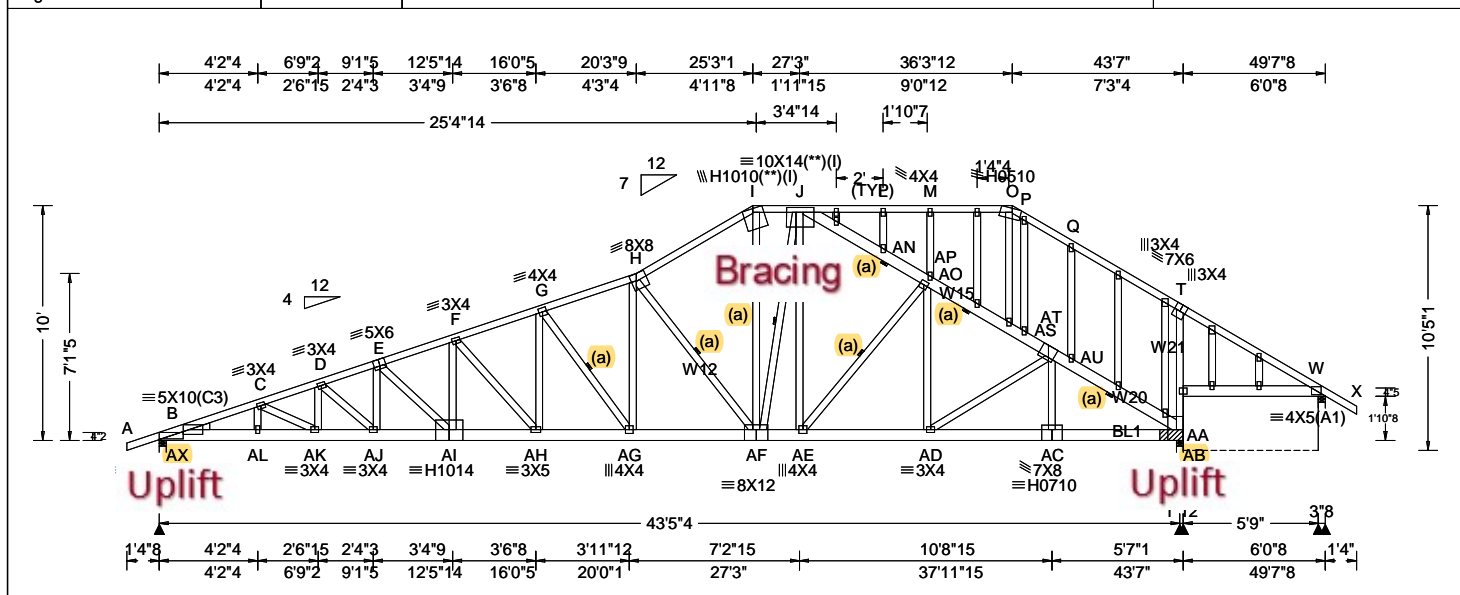 4'2"4 6'9"2 9'1"5 12'5"14 16'0"5 20'3"9 25'3"1 27'3" 36'3"12 43'7" 49'7"8
4'2"4 2'6"15 2'4"3 3'4"9 3'6"8 4'3"4 4'11"8 1'11"15 9'0"12 7'3"4 6'0"8
25'4"14 3'4"14 1'10"7
12
7
≡10X14(**)(I)
H1010(**)(I)
2'
(TYP)
4X4
1'4"4
H0510
I J M O P
Q
8X8
H
3X4
7X6
3X4
T
12
4
4X4
G
3X4
F
5X6
E
3X4
D
3X4
C
≡5X10(C3)
B
A
10'
7'1"5
4"2
10'5"1
4"5
1'10"8
Bracing
(a)
(a)
(a)
(a)
(a)
(a)
(a)
AN
AP
AO
W15
AT
AS
AU
W12
W21
W20
BL1
W
X
≡4X5(A1)
AA
AX AL AK AJ AI AH AG AF AE AD AC AB
≡3X4 ≡3X4 ≡H1014 ≡3X5 |||4X4 |||4X4 ≡3X4 7X8
≡8X12 ≡H0710
Uplift Uplift
43'5"4 5'9" 3"8
1'4"8 4'2"4 2'6"15 2'4"3 3'4"9 3'6"8 3'11"12 7'2"15 10'8"15 5'7"1 6'0"8 1'4"
4'2"4 6'9"2 9'1"5 12'5"14 16'0"5 20'0"1 27'3" 37'11"15 43'7" 49'7"8